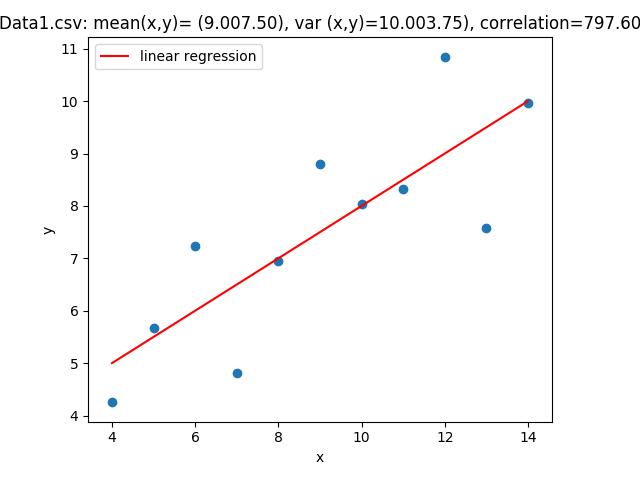 Data1.csv: mean(x,y)= (9.007.50), var (x,y)=10.003.75), correlation=797.60
linear regression
11
10
9
8
7
6
5
4
y
4 6 8 10 12 14
x